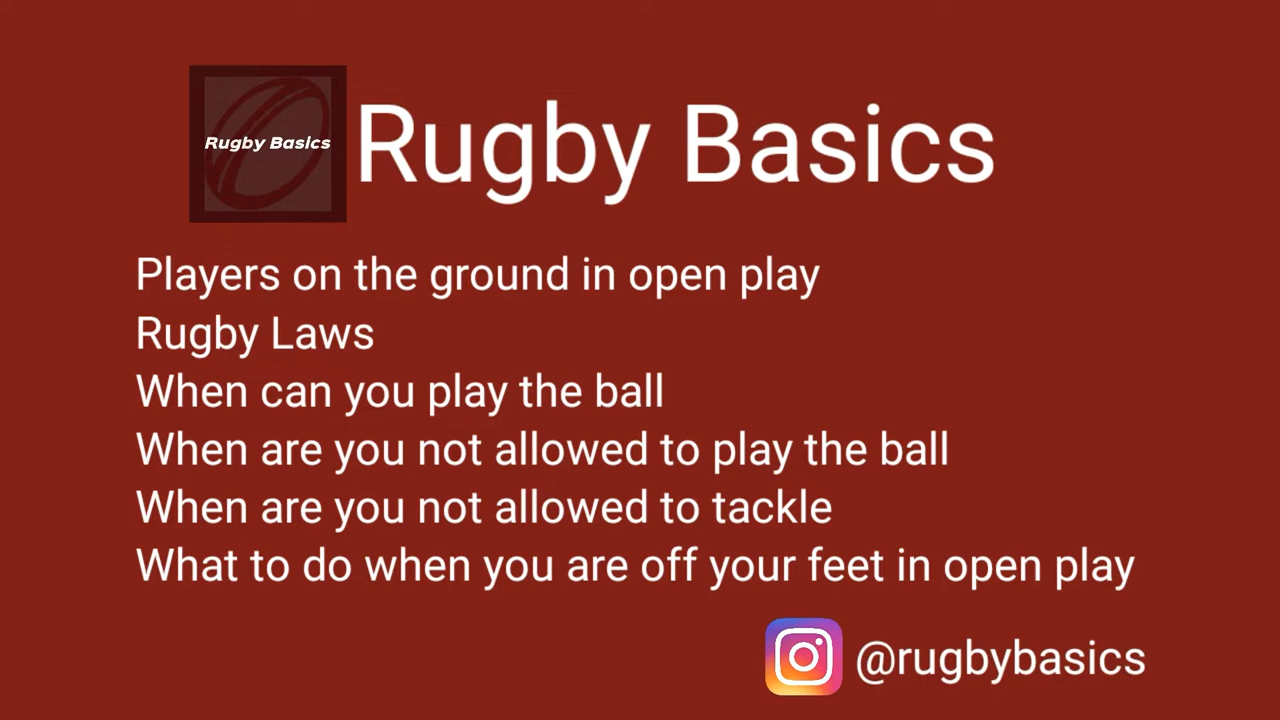 Rugby Basics
Rugby Basics
Players on the ground in open play
Rugby Laws
When can you play the ball
When are you not allowed to play the ball
When are you not allowed to tackle
What to do when you are off your feet in open play
@rugbybasics